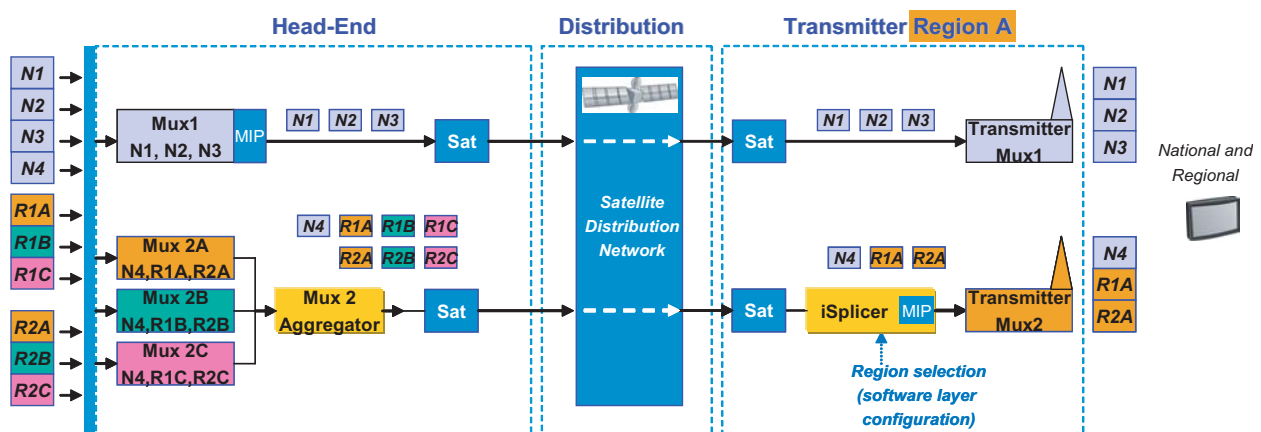 Head-End
Distribution
Transmitter Region A
N1
N2
N3
N4
R1A
R1B
R1C
R2A
R2B
R2C
Mux1
N1, N2, N3
MIP
N1 N2 N3
Sat
Mux 2A
N4,R1A,R2A
Mux 2B
N4,R1B,R2B
Mux 2C
N4,R1C,R2C
N4 R1A R1B R1C
R2A R2B R2C
Mux 2
Aggregator
Sat
Satellite
Distribution
Network
Sat
N1 N2 N3
Transmitter
Mux1
Sat
N4 R1A R2A
iSplicer MIP
Transmitter
Mux2
Region selection
(software layer
configuration)
N1
N2
N3
N4
R1A
R2A
National and
Regional